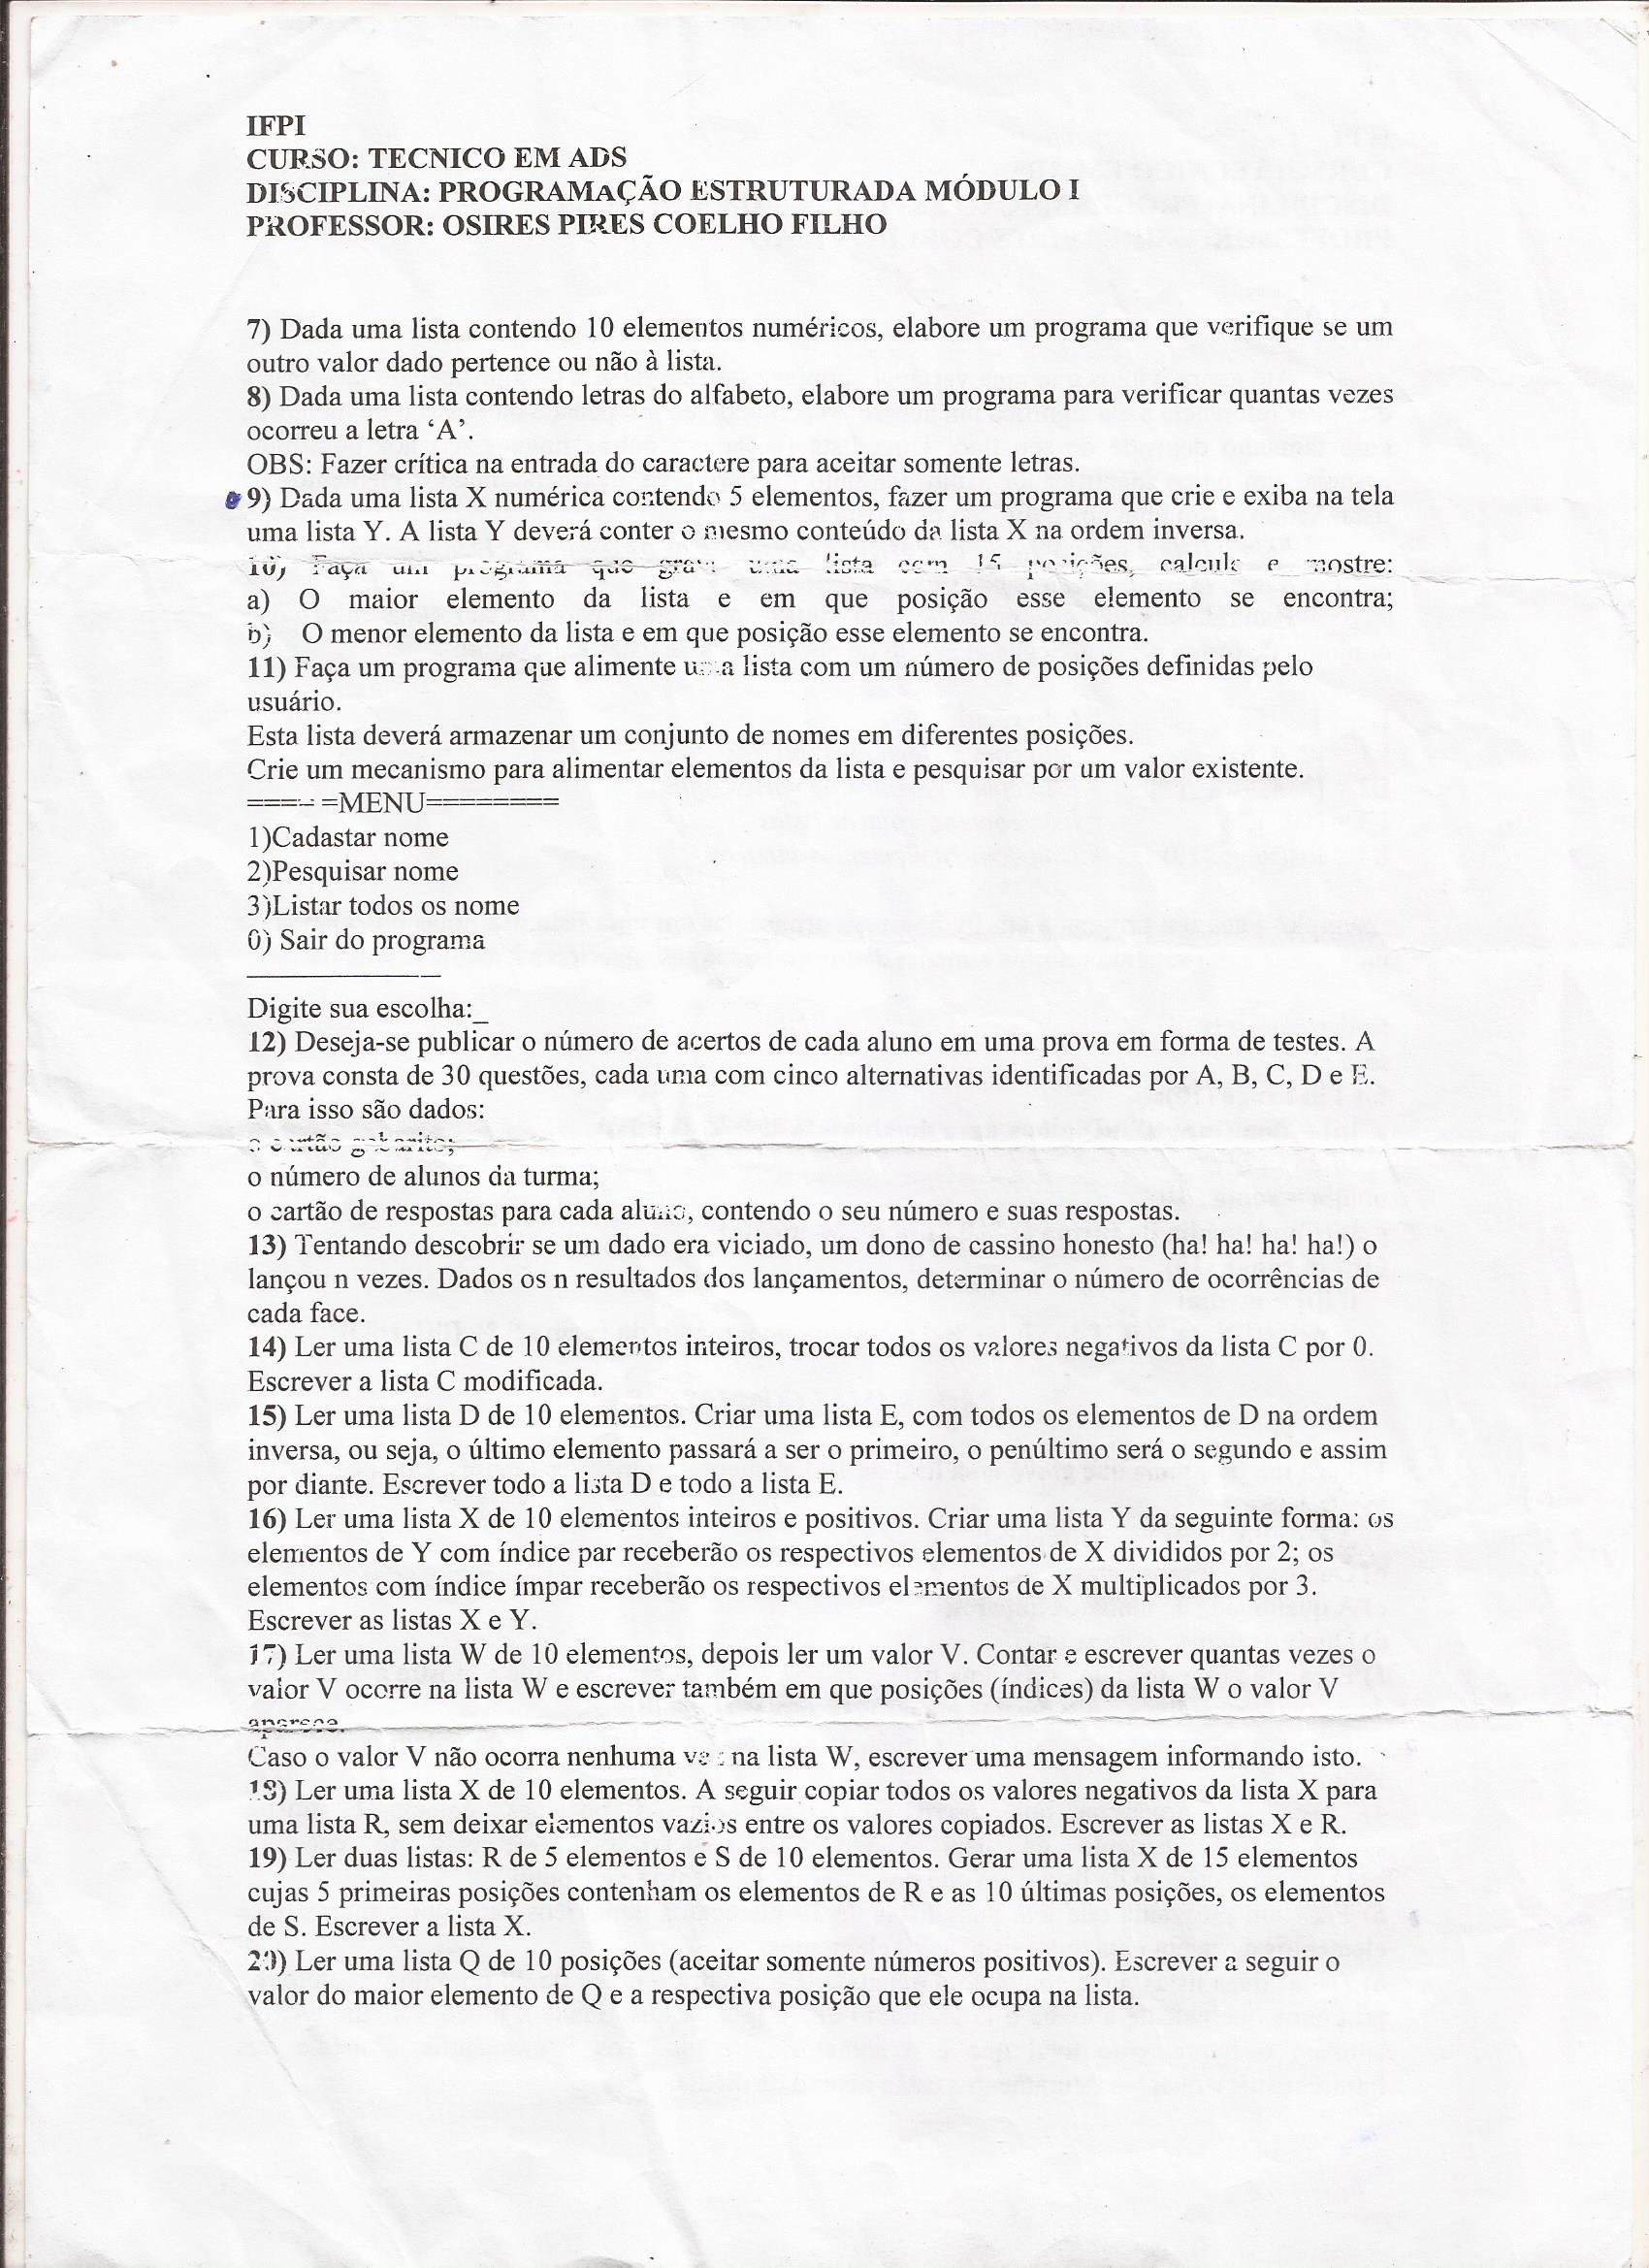 IFPI
CURSO: TECNICO EM ADS
DISCIPLINA: PROGRAMAÇÃO ESTRUTURADA MÓDULO I
PROFESSOR: OSIRES PIRES COELHO FILHO
7) Dada uma lista contendo 10 elementos numéricos, elabore um programa que verifique se um
outro valor dado pertence ou não à lista.
8) Dada uma lista contendo letras do alfabeto, elabore um programa para verificar quantas vezes
ocorreu a letra ‘A’.
OBS: Fazer crítica na entrada do caractere para aceitar somente letras.
9) Dada uma lista X numérica contendo 5 elementos, fazer um programa que crie e exiba na tela
uma lista Y. A lista Y deverá conter o mesmo conteúdo da lista X na ordem inversa.
10) Faça um programa que grave uma lista com 15 posições, calcule e mostre:
a) O maior elemento da lista e em que posição esse elemento se encontra;
b) O menor elemento da lista e em que posição esse elemento se encontra.
11) Faça um programa que alimente uma lista com um número de posições definidas pelo
usuário.
Esta lista deverá armazenar um conjunto de nomes em diferentes posições.
Crie um mecanismo para alimentar elementos da lista e pesquisar por um valor existente.
==== =MENU========
1)Cadastar nome
2)Pesquisar nome
3)Listar todos os nome
0) Sair do programa
——————————
Digite sua escolha:_
12) Deseja-se publicar o número de acertos de cada aluno em uma prova em forma de testes. A
prova consta de 30 questões, cada uma com cinco alternativas identificadas por A, B, C, D e E.
Para isso são dados:
o cartão gabarito;
o número de alunos da turma;
o cartão de respostas para cada aluno, contendo o seu número e suas respostas.
13) Tentando descobrir se um dado era viciado, um dono de cassino honesto (ha! ha! ha! ha!) o
lançou n vezes. Dados os n resultados dos lançamentos, determinar o número de ocorrências de
cada face.
14) Ler uma lista C de 10 elementos inteiros, trocar todos os valores negativos da lista C por 0.
Escrever a lista C modificada.
15) Ler uma lista D de 10 elementos. Criar uma lista E, com todos os elementos de D na ordem
inversa, ou seja, o último elemento passará a ser o primeiro, o penúltimo será o segundo e assim
por diante. Escrever todo a lista D e todo a lista E.
16) Ler uma lista X de 10 elementos inteiros e positivos. Criar uma lista Y da seguinte forma: os
elementos de Y com índice par receberão os respectivos elementos de X divididos por 2; os
elementos com índice ímpar receberão os respectivos elementos de X multiplicados por 3.
Escrever as listas X e Y.
17) Ler uma lista W de 10 elementos, depois ler um valor V. Contar e escrever quantas vezes o
valor V ocorre na lista W e escrever também em que posições (índices) da lista W o valor V
aparece.
Caso o valor V não ocorra nenhuma vez na lista W, escrever uma mensagem informando isto.
18) Ler uma lista X de 10 elementos. A seguir copiar todos os valores negativos da lista X para
uma lista R, sem deixar elementos vazios entre os valores copiados. Escrever as listas X e R.
19) Ler duas listas: R de 5 elementos e S de 10 elementos. Gerar uma lista X de 15 elementos
cujas 5 primeiras posições contenham os elementos de R e as 10 últimas posições, os elementos
de S. Escrever a lista X.
20) Ler uma lista Q de 10 posições (aceitar somente números positivos). Escrever a seguir o
valor do maior elemento de Q e a respectiva posição que ele ocupa na lista.